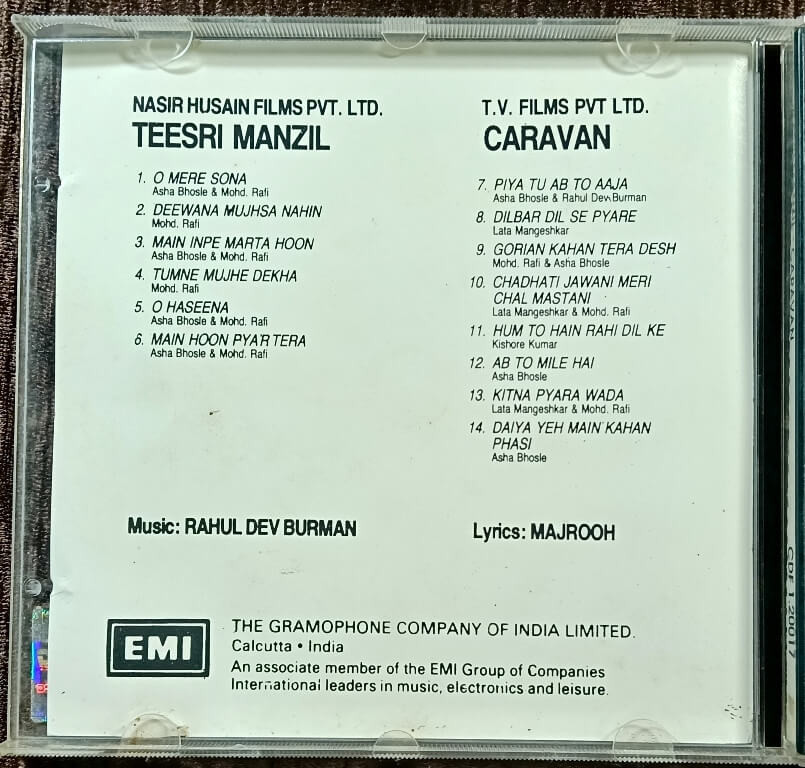 NASIR HUSAIN FILMS PVT. LTD.
TEESRI MANZIL
1. O MERE SONA
Asha Bhosle & Mohd. Rafi
2. DEEWANA MUJHSA NAHIN
Mohd. Rafi
3. MAIN INPE MARTA HOON
Asha Bhosle & Mohd. Rafi
4. TUMNE MUJHE DEKHA
Mohd. Rafi
5. O HASEENA
Asha Bhosle & Mohd. Rafi
6. MAIN HOON PYAR TERA
Asha Bhosle & Mohd. Rafi
T.V. FILMS PVT LTD.
CARAVAN
7. PIYA TU AB TO AAJA
Asha Bhosle & Rahul Dev Burman
8. DILBAR DIL SE PYARE
Lata Mangeshkar
9. GORIAN KAHAN TERA DESH
Mohd. Rafi & Asha Bhosle
10. CHADHATI JAWANI MERI
CHAL MASTANI
Lata Mangeshkar & Mohd. Rafi
11. HUM TO HAIN RAHI DIL KE
Kishore Kumar
12. AB TO MILE HAI
Asha Bhosle
13. KITNA PYARA WADA
Lata Mangeshkar & Mohd. Rafi
14. DAIYA YEH MAIN KAHAN
PHASI
Asha Bhosle
Music: RAHUL DEV BURMAN
Lyrics: MAJROOH
EMI
THE GRAMOPHONE COMPANY OF INDIA LIMITED.
Calcutta • India
An associate member of the EMI Group of Companies
International leaders in music, electronics and leisure.
CARAVAN
CDF 1.20017